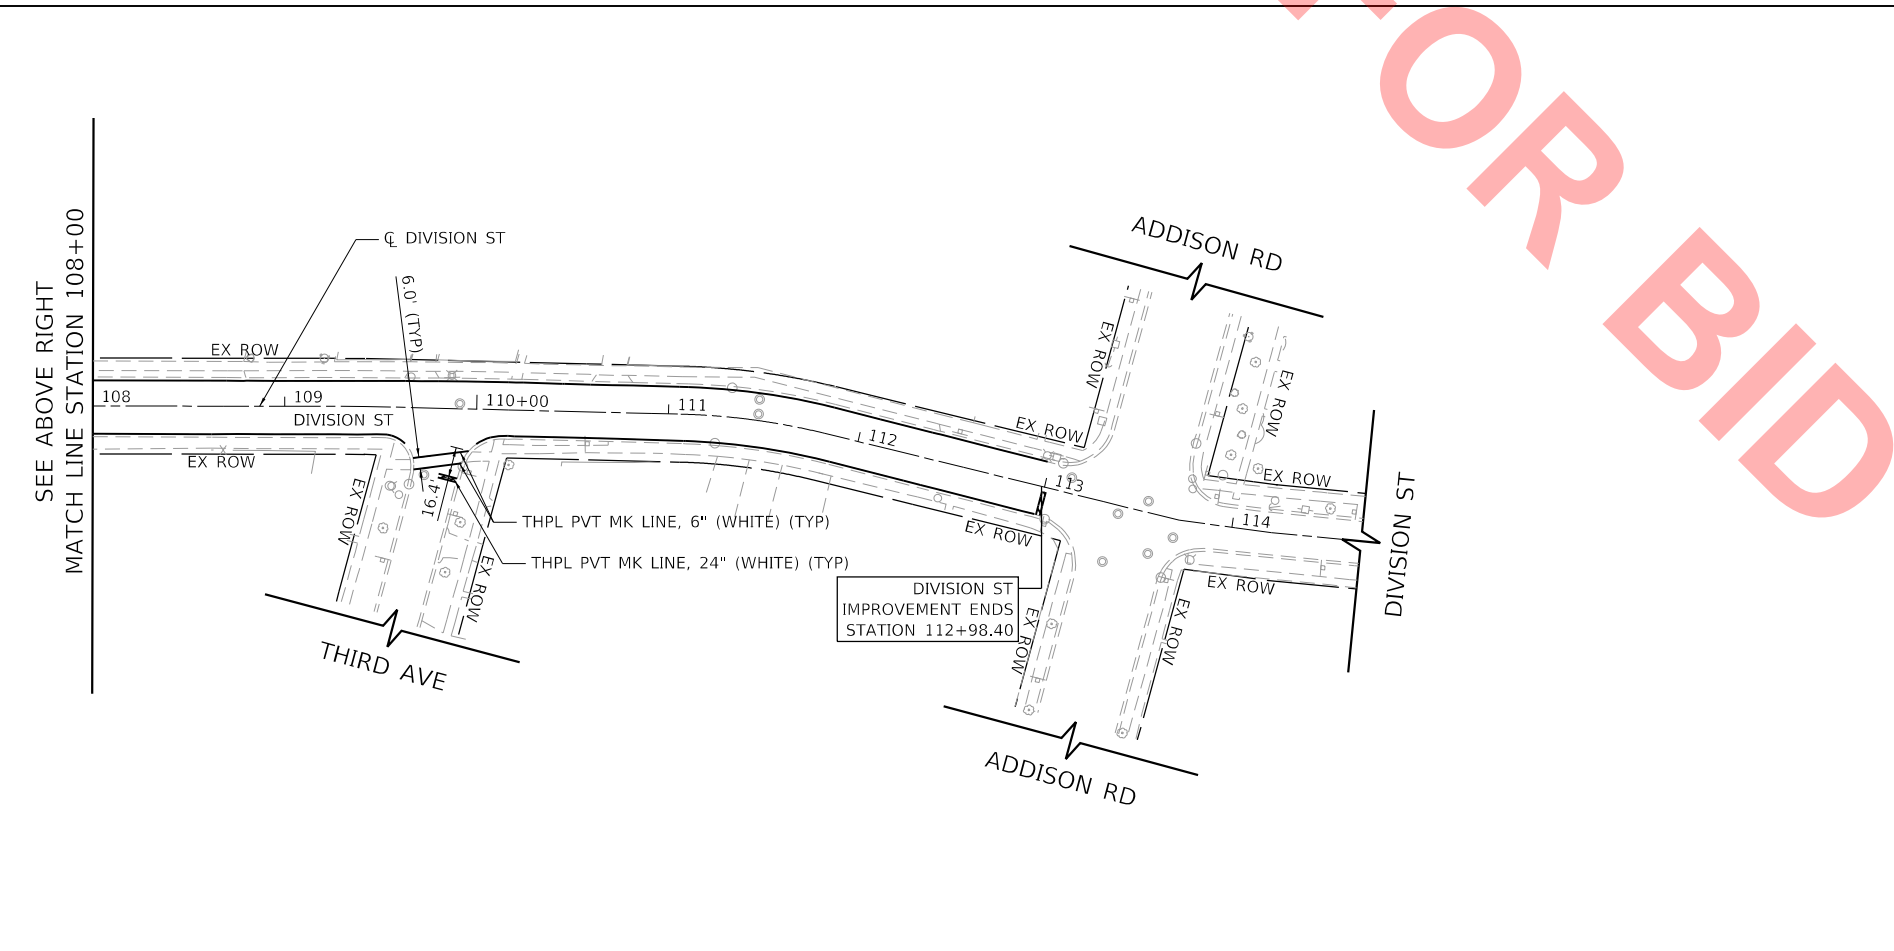 OR BID
SEE ABOVE RIGHT
MATCH LINE STATION 108+00
℄ DIVISION ST
6.0' (TYP)
ADDISON RD
EX ROW
EX ROW
EX ROW
108
109
110+00
111
DIVISION ST
EX ROW
112
EX ROW
EX ROW
113
EX ROW
114
DIVISION ST
16.4'
EX ROW
THPL PVT MK LINE, 6" (WHITE) (TYP)
EX ROW
THPL PVT MK LINE, 24" (WHITE) (TYP)
EX ROW
DIVISION ST
IMPROVEMENT ENDS
STATION 112+98.40
EX ROW
EX ROW
EX ROW
THIRD AVE
ADDISON RD